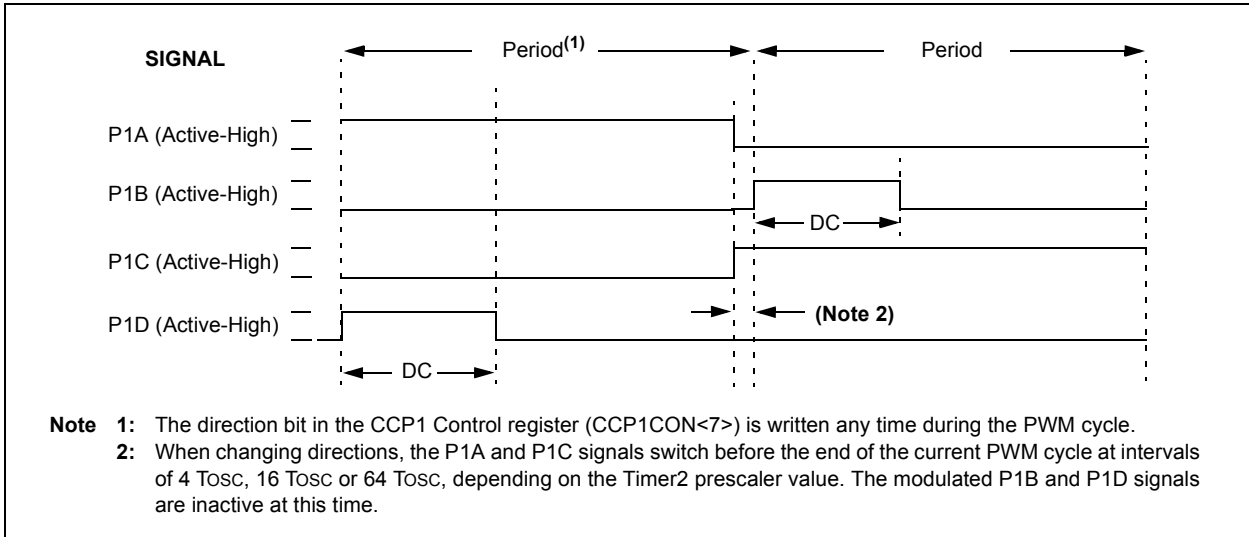 SIGNAL
Period(1)
Period
P1A (Active-High)
P1B (Active-High)
DC
P1C (Active-High)
P1D (Active-High)
(Note 2)
DC
Note 1: The direction bit in the CCP1 Control register (CCP1CON<7>) is written any time during the PWM cycle.
2: When changing directions, the P1A and P1C signals switch before the end of the current PWM cycle at intervals
of 4 TOSC, 16 TOSC or 64 TOSC, depending on the Timer2 prescaler value. The modulated P1B and P1D signals
are inactive at this time.